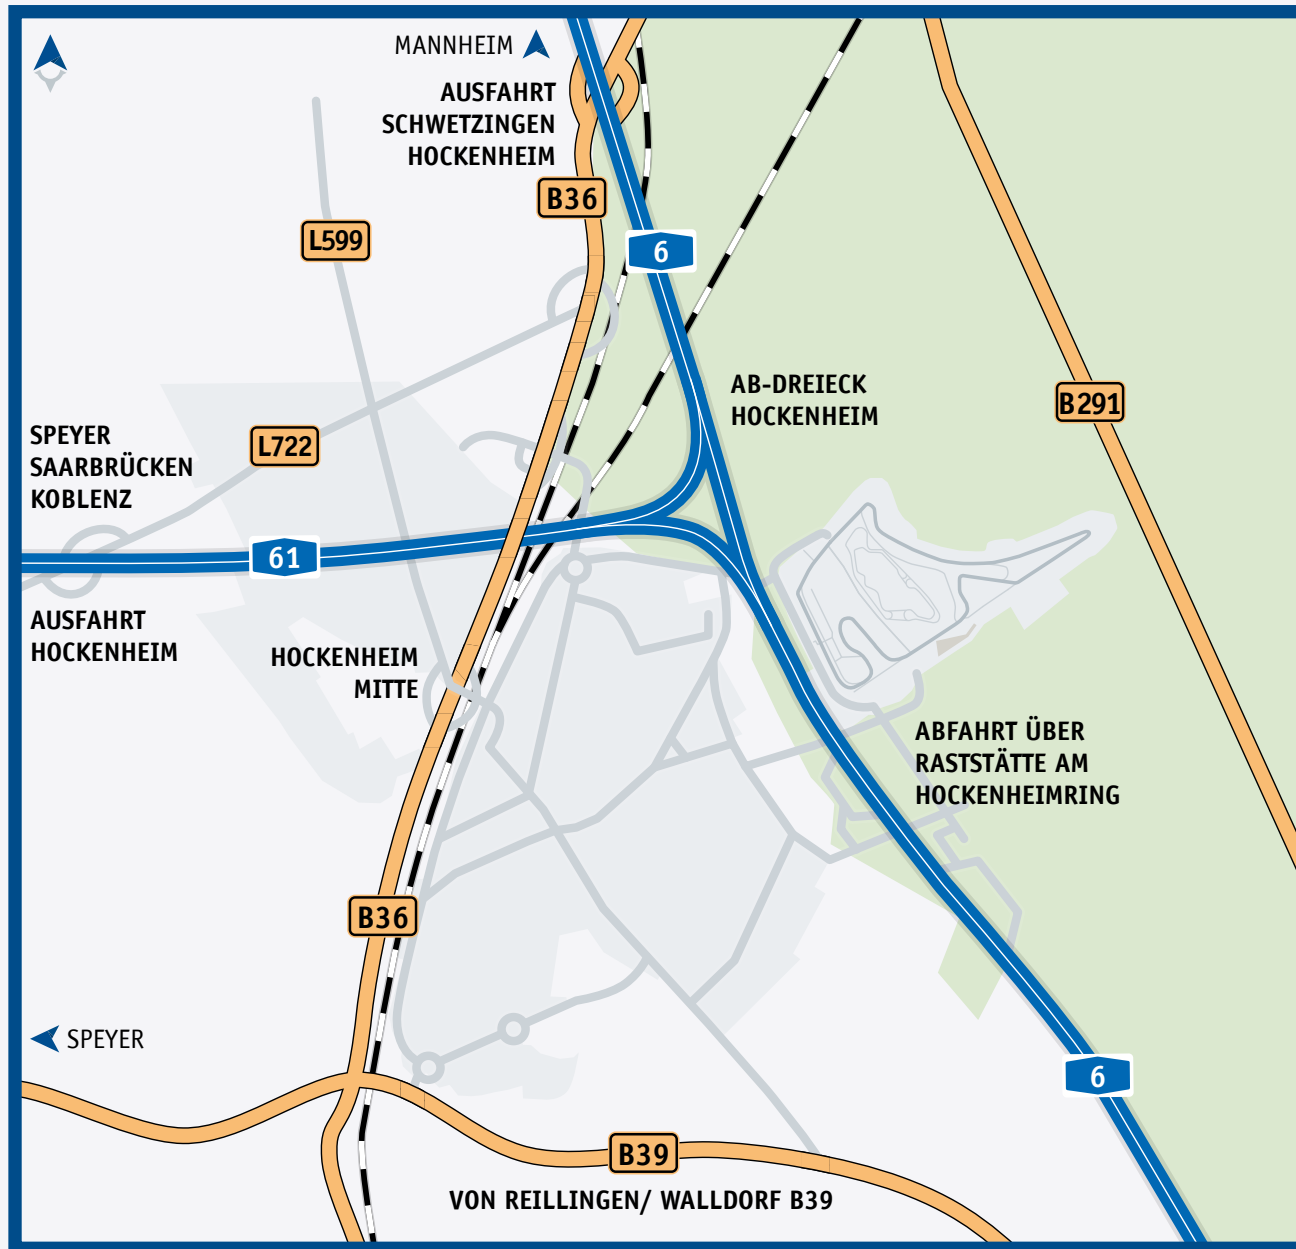 MANNHEIM
AUSFAHRT
SCHWETZINGEN
HOCKENHEIM
B36
L599
6
AB-DREIECK
HOCKENHEIM
B291
SPEYER
SAARBRÜCKEN
KOBLENZ
L722
61
AUSFAHRT
HOCKENHEIM
HOCKENHEIM
MITTE
ABFAHRT ÜBER
RASTSTÄTTE AM
HOCKENHEIMRING
B36
SPEYER
6
B39
VON REILLINGEN/ WALLDORF B39